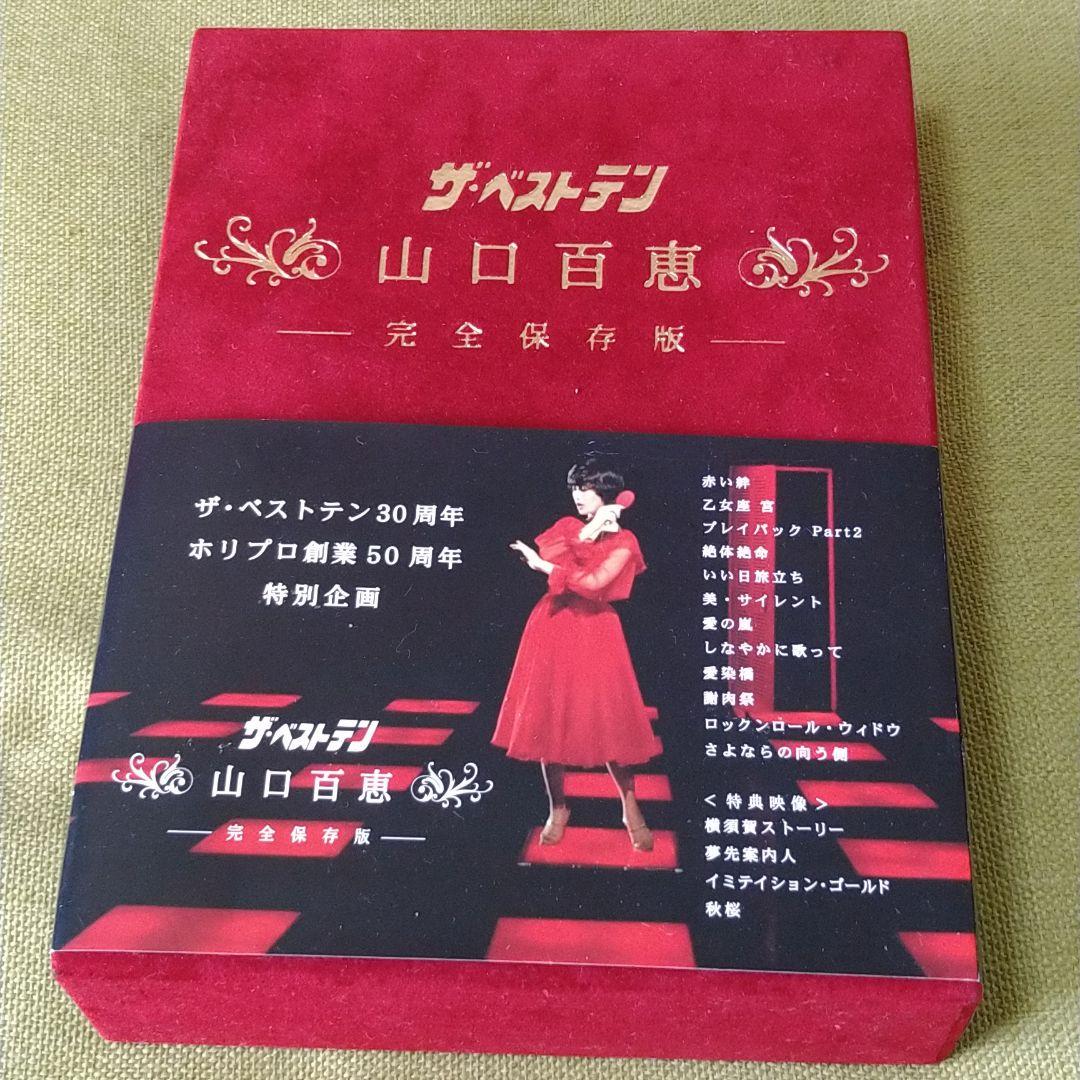 ザ・ベストテン
山口百恵
完全保存版
ザ・ベストテン30周年
ホリプロ創業50周年
特別企画
ザ・ベストテン
山口百恵
完全保存版
赤い絆
乙女座 宮
プレイバック Part2
絶体絶命
いい日旅立ち
美・サイレント
愛の嵐
しなやかに歌って
愛染橋
謝肉祭
ロックンロール・ウィドウ
さよならの向う側
<特典映像>
横須賀ストーリー
夢先案内人
イミテイション・ゴールド
秋桜